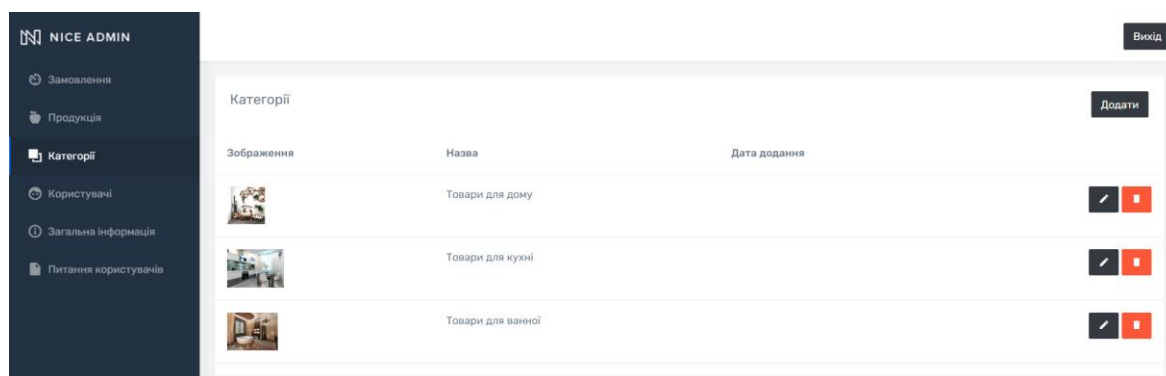 NICE ADMIN
Вихід
Замовлення
Продукція
Категорії
Користувачі
Загальна інформація
Питання користувачів
Категорії
Додати
Зображення Назва Дата додання
Товари для дому
Товари для кухні
Товари для ванної